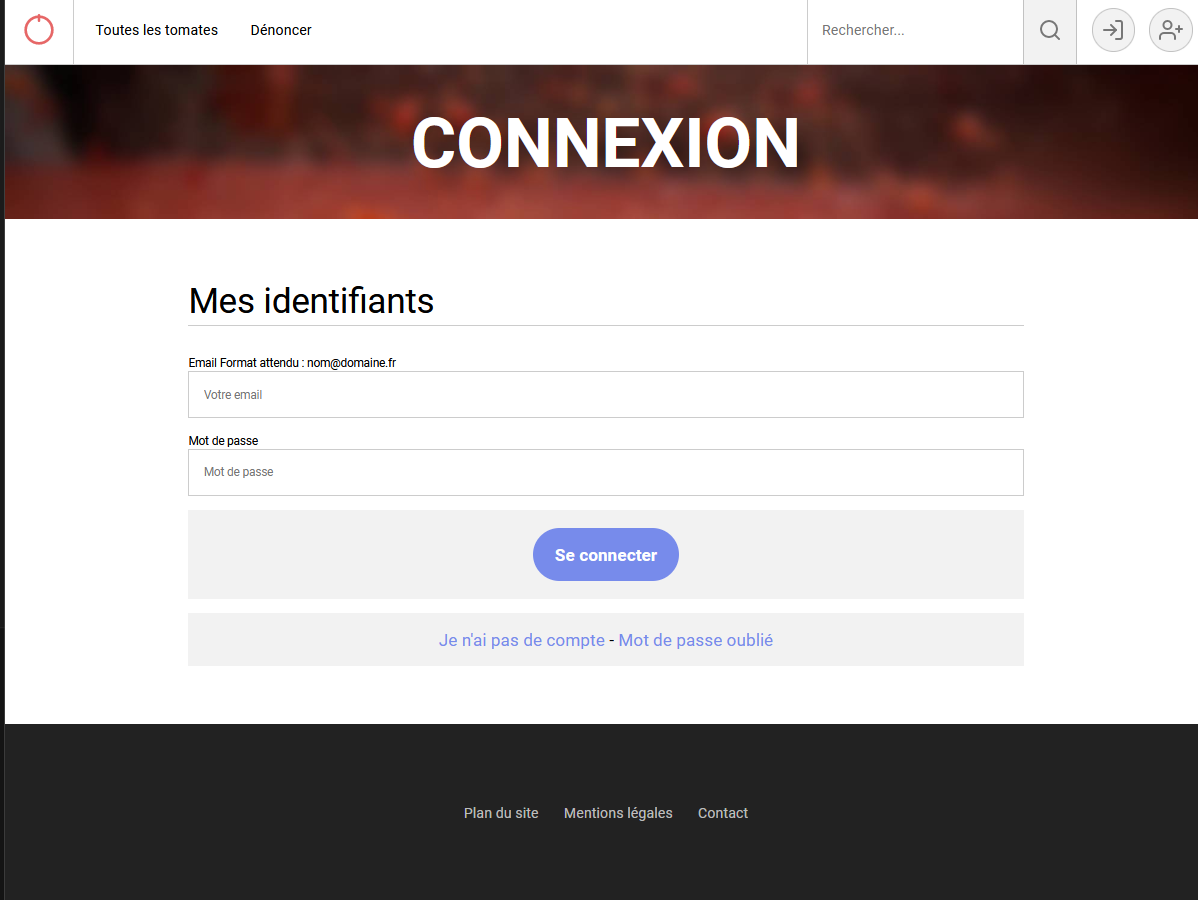 Toutes les tomates Dénoncer Rechercher...
CONNEXION
Mes identifiants
Email Format attendu : nom@domaine.fr
Votre email
Mot de passe
Mot de passe
Se connecter
Je n'ai pas de compte - Mot de passe oublié
Plan du site Mentions légales Contact